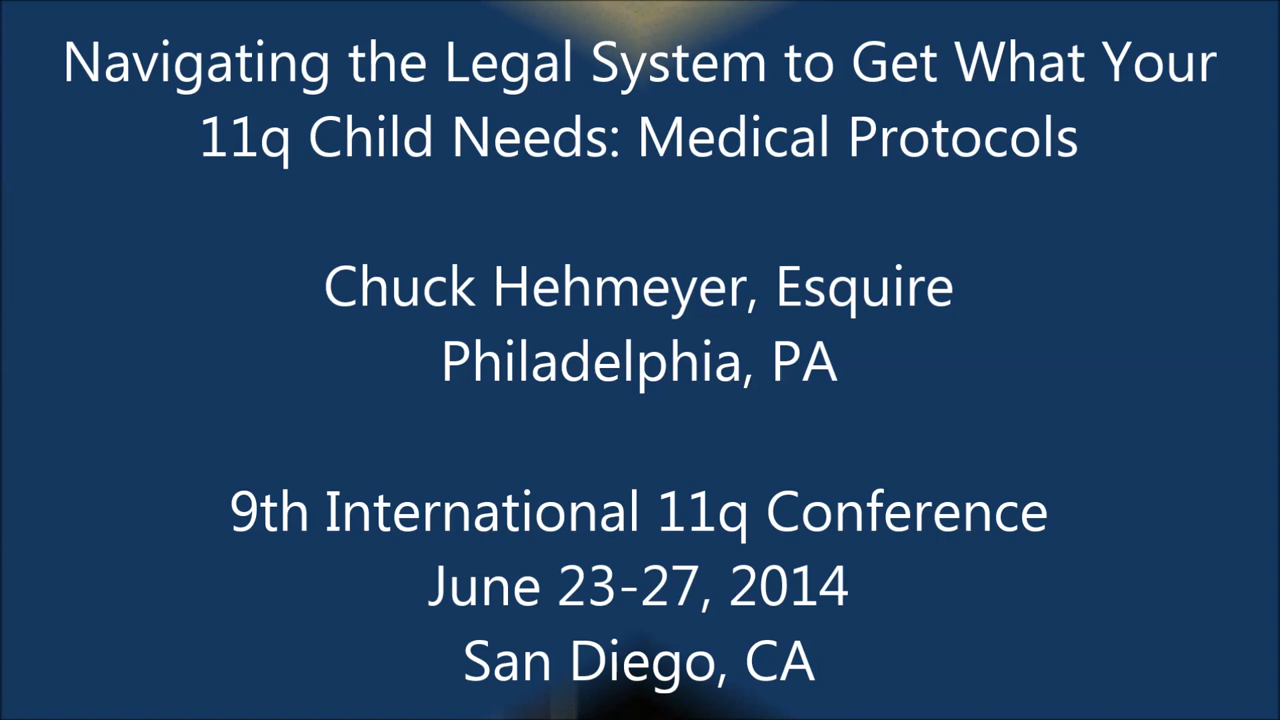 Navigating the Legal System to Get What Your
11q Child Needs: Medical Protocols
Chuck Hehmeyer, Esquire
Philadelphia, PA
9th International 11q Conference
June 23-27, 2014
San Diego, CA